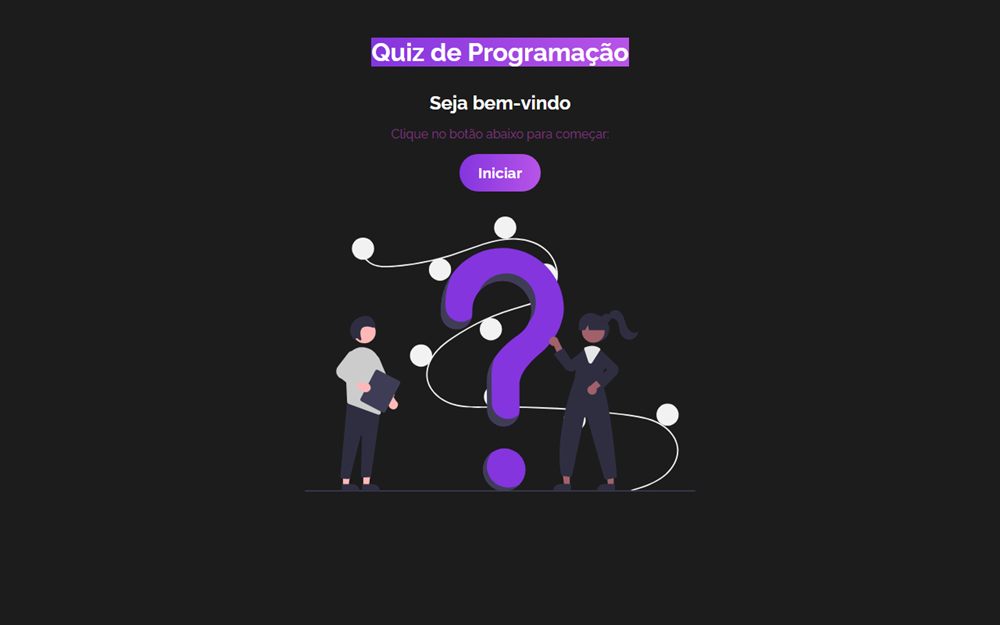 Quiz de Programação
Seja bem-vindo
Clique no botão abaixo para começar:
Iniciar